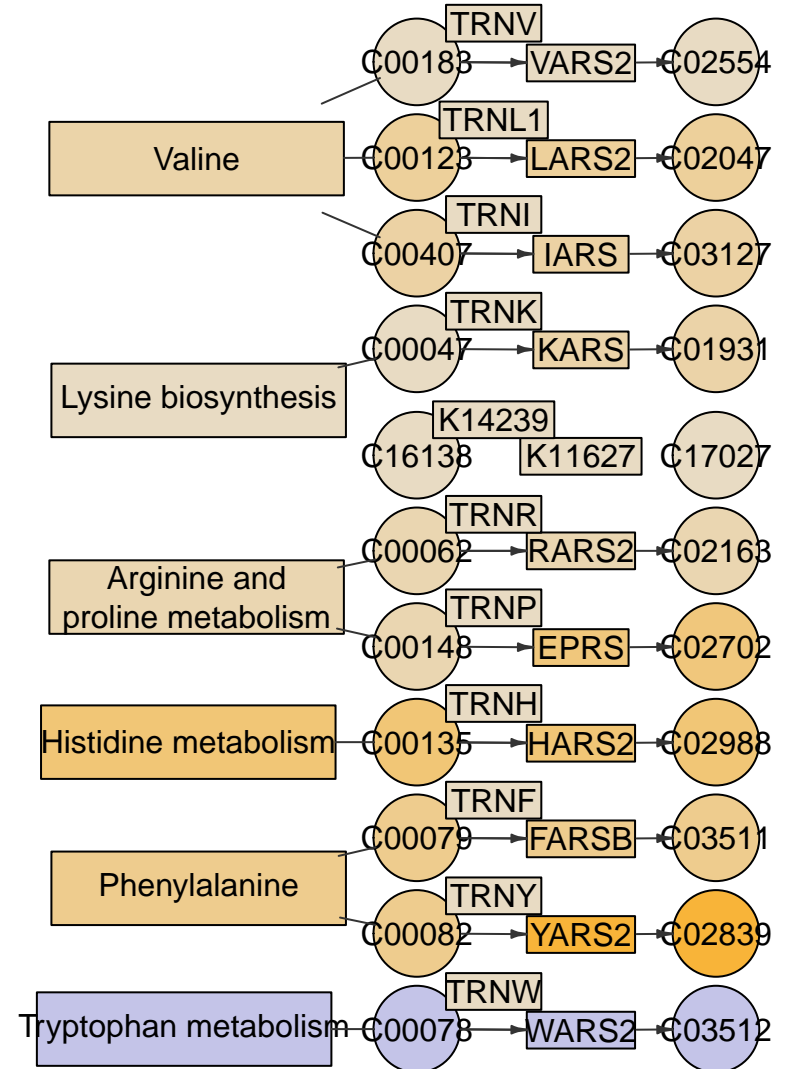 TRNV
C00183 VARS2 C02554
TRNL1
Valine C00123 LARS2 C02047
TRNI
C00407 IARS C03127
TRNK
C00047 KARS C01931
Lysine biosynthesis
K14239
C16138 K11627 C17027
TRNR
C00062 RARS2 C02163
Arginine and
proline metabolism
TRNP
C00148 EPRS C02702
TRNH
Histidine metabolism C00135 HARS2 C02988
TRNF
C00079 FARSB C03511
Phenylalanine
TRNY
C00082 YARS2 C02839
TRNW
Tryptophan metabolism C00078 WARS2 C03512